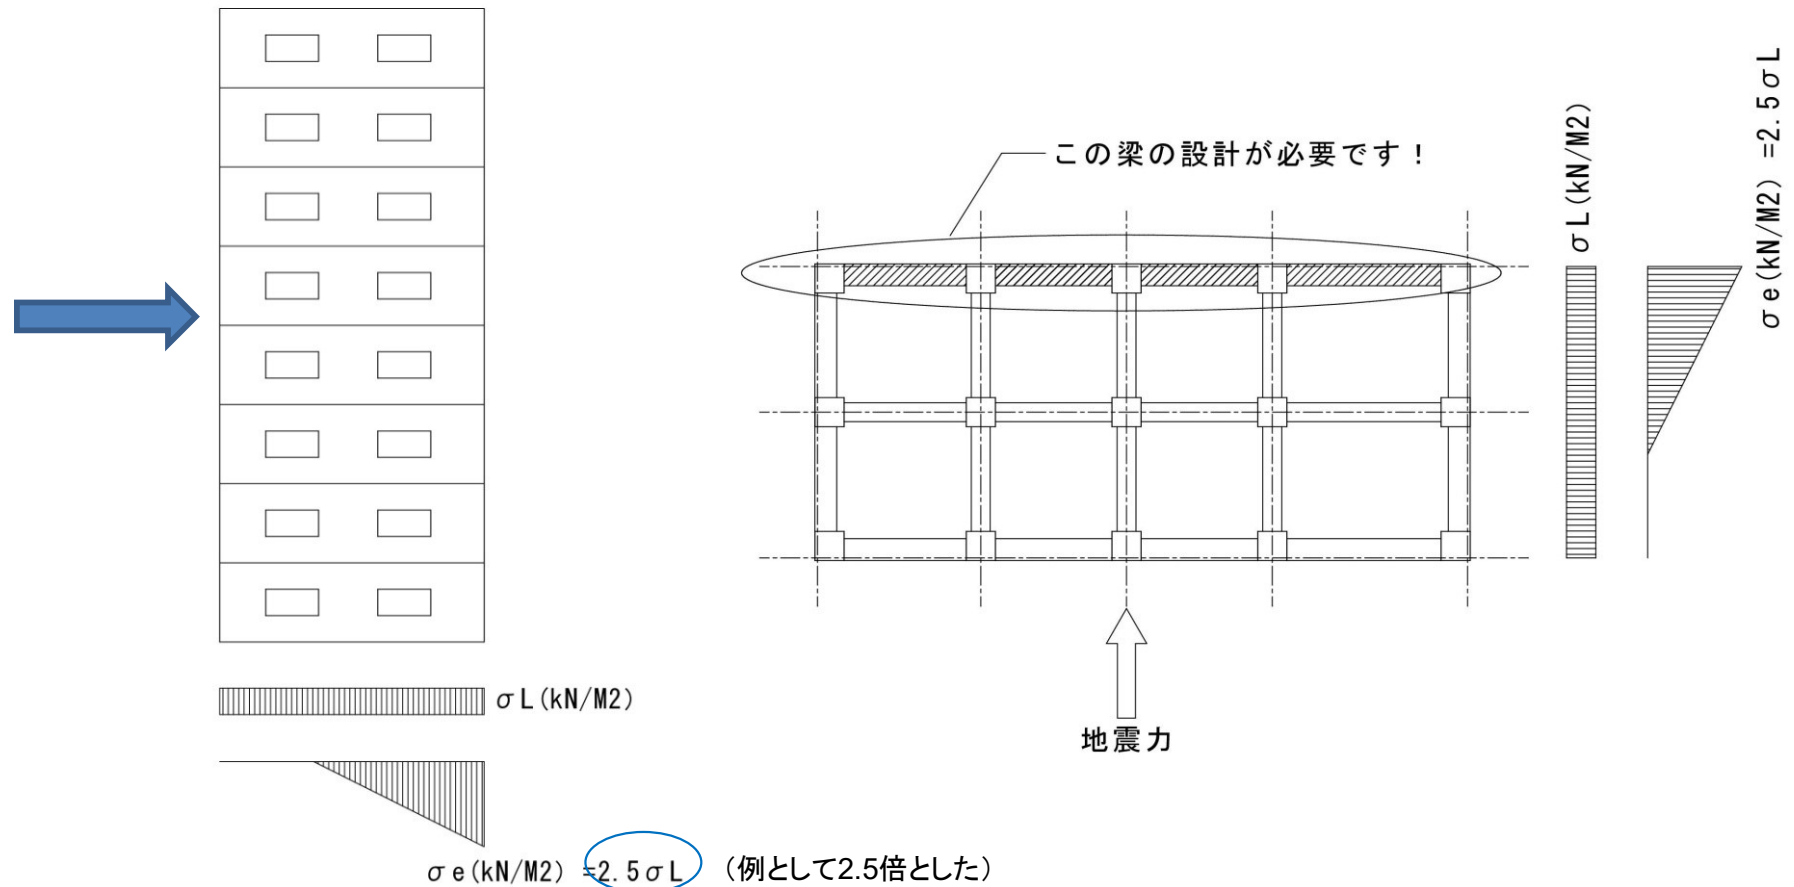 この梁の設計が必要です！
σL(kN/M2)
σe(kN/M2) =2.5σL
σL(kN/M2)
地震力
σe(kN/M2) =2.5σL （例として2.5倍とした）